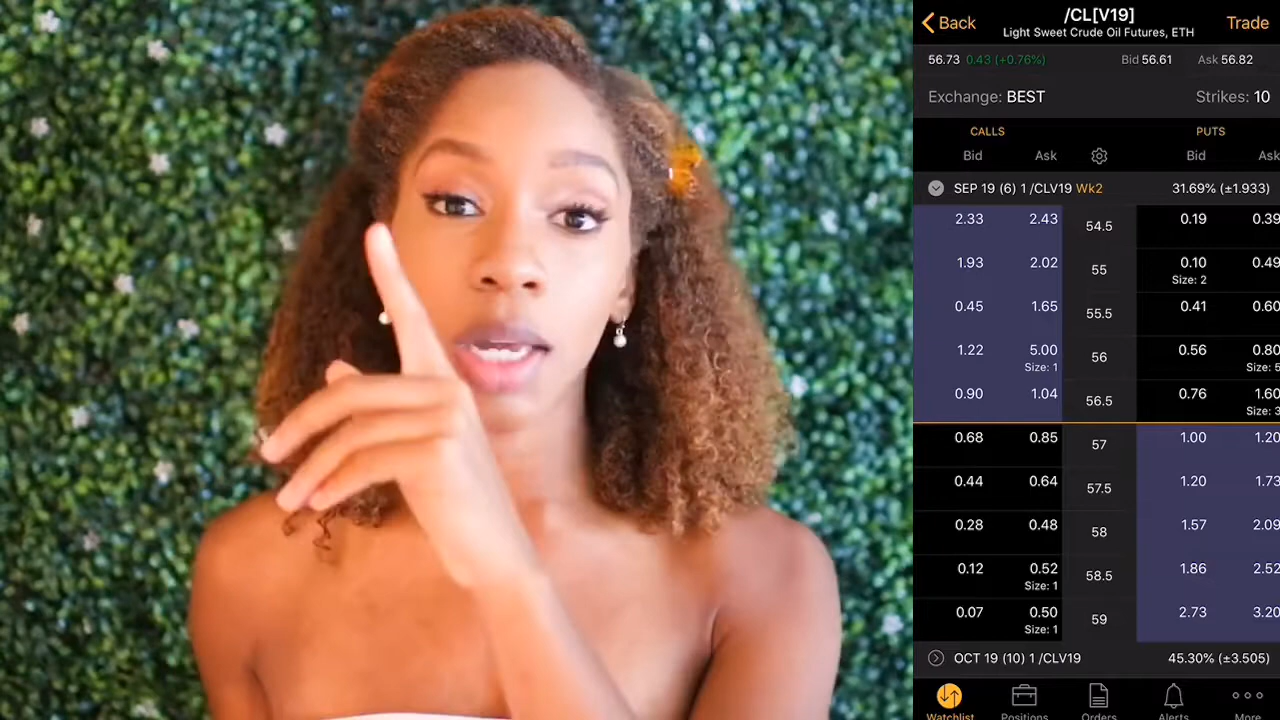 Back
/CL[V19]
Trade
Light Sweet Crude Oil Futures, ETH
56.73 0.43 (+0.76%) Bid 56.61 Ask 56.82
Exchange: BEST Strikes: 10
CALLS PUTS
Bid Ask Bid Ask
SEP 19 (6) 1 /CLV19 Wk2 31.69% (±1.933)
2.33 2.43 54.5 0.19 0.39
1.93 2.02 55 0.10 0.49
Size: 2
0.45 1.65 55.5 0.41 0.60
1.22 5.00 56 0.56 0.80
Size: 1 Size: 5
0.90 1.04 56.5 0.76 1.60
Size:
0.68 0.85 57 1.00 1.20
0.44 0.64 57.5 1.20 1.73
0.28 0.48 58 1.57 2.09
0.12 0.52 58.5 1.86 2.52
Size: 1
0.07 0.50 59 2.73 3.20
Size: 1
OCT 19 (10) 1 /CLV19 45.30% (±3.505)
Watchlist Positions Orders Alerts More